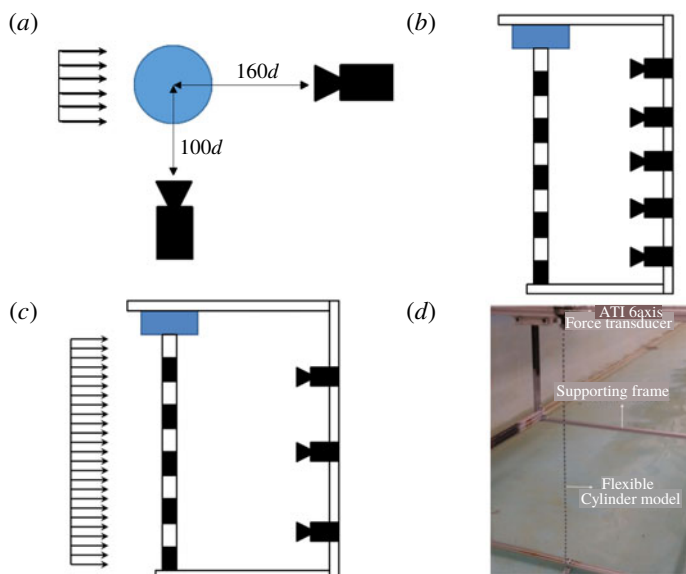 (a)
160d
100d
(b)
(c)
(d)
ATI 6axis
Force transducer
Supporting frame
Flexible
Cylinder model